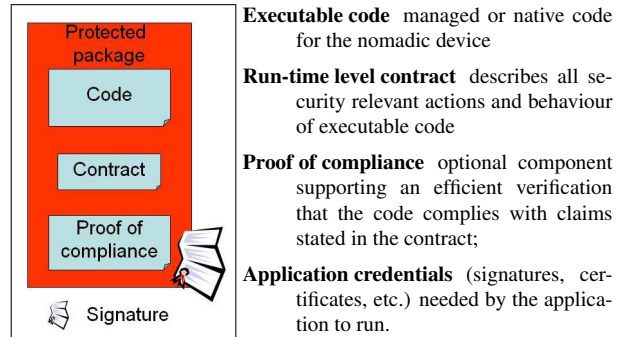 Protected
package
Code
Contract
Proof of
compliance
Signature
Executable code managed or native code
for the nomadic device
Run-time level contract describes all se-
curity relevant actions and behaviour
of executable code
Proof of compliance optional component
supporting an efficient verification
that the code complies with claims
stated in the contract;
Application credentials (signatures, cer-
tificates, etc.) needed by the applica-
tion to run.